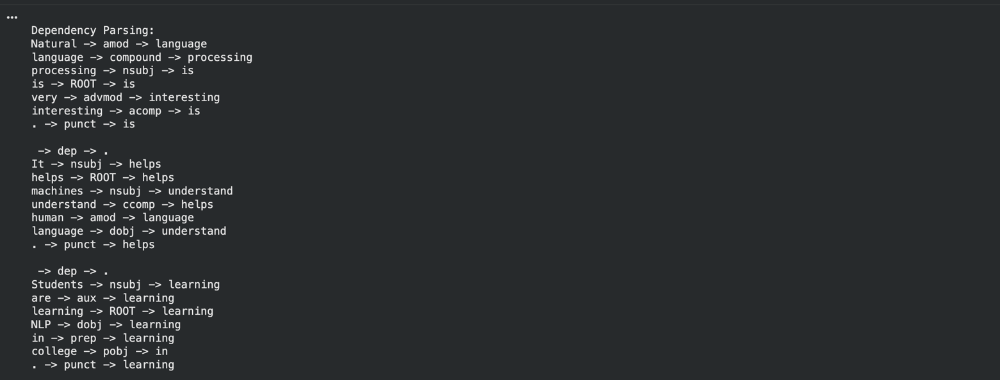 Dependency Parsing:
Natural -> amod -> language
language -> compound -> processing
processing -> nsubj -> is
is -> ROOT -> is
very -> advmod -> interesting
interesting -> acomp -> is
. -> punct -> is

 -> dep -> .
It -> nsubj -> helps
helps -> ROOT -> helps
machines -> nsubj -> understand
understand -> ccomp -> helps
human -> amod -> language
language -> dobj -> understand
. -> punct -> helps

 -> dep -> .
Students -> nsubj -> learning
are -> aux -> learning
learning -> ROOT -> learning
NLP -> dobj -> learning
in -> prep -> learning
college -> pobj -> in
. -> punct -> learning